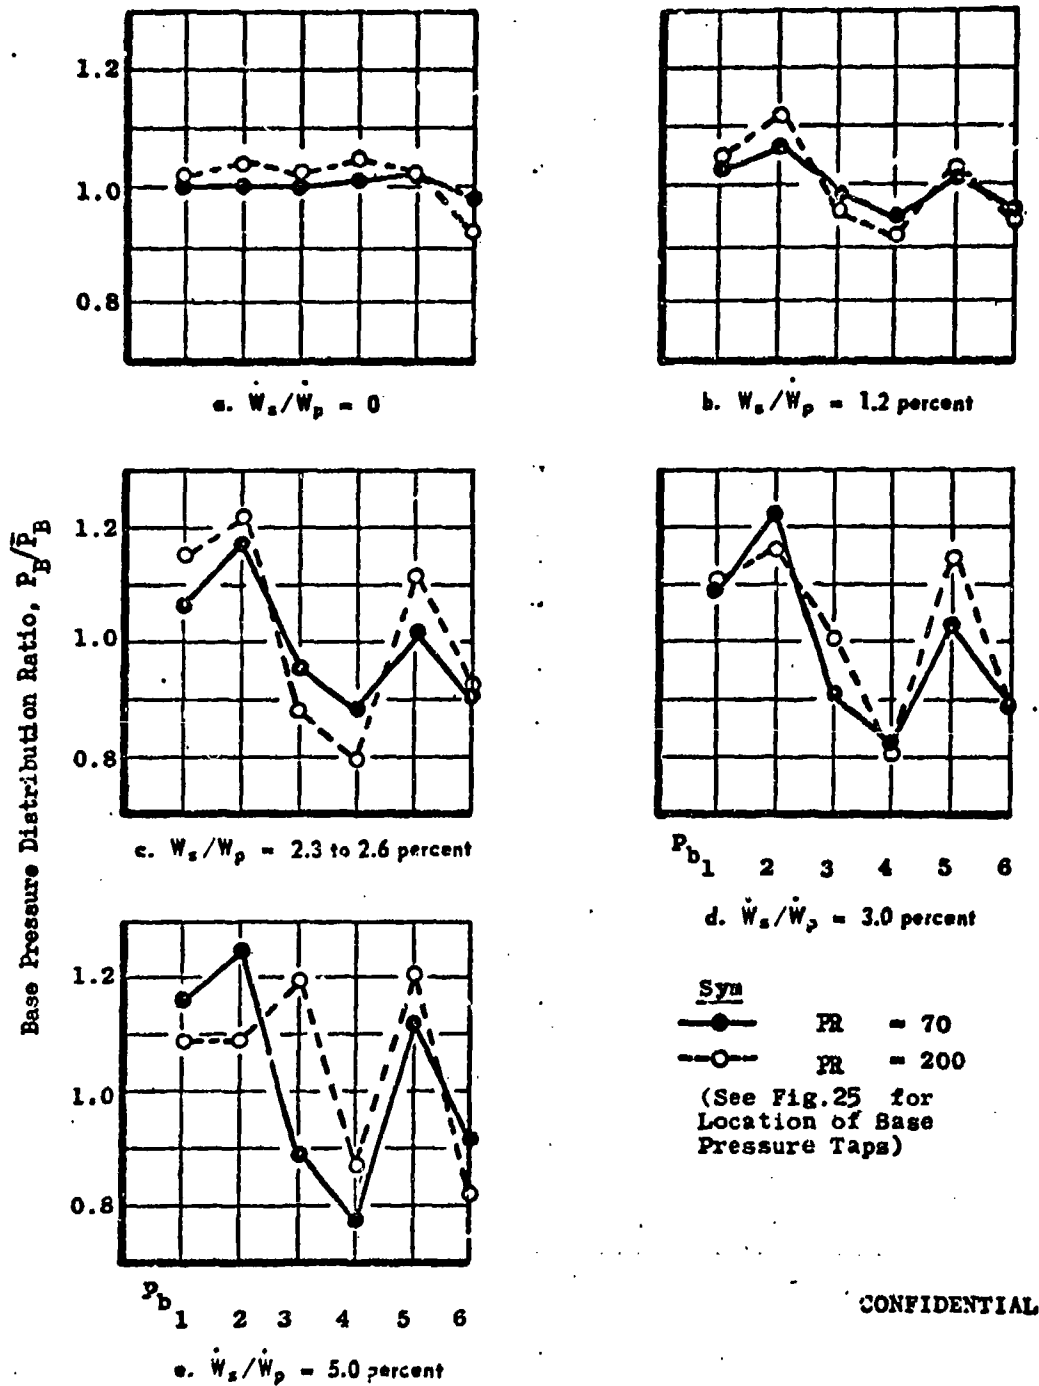 1.2
1.0
0.8
a. Ẇs/Ẇp = 0
b. Ws/Ẇp = 1.2 percent
Base Pressure Distribution Ratio, PB/P̄B
1.2
1.0
0.8
c. Ws/Wp = 2.3 to 2.6 percent
Pb1 2 3 4 5 6
d. Ẇs/Ẇp = 3.0 percent
1.2
1.0
0.8
Pb1 2 3 4 5 6
e. Ẇs/Ẇp = 5.0 percent
Sym
PR = 70
PR = 200
(See Fig.25 for
Location of Base
Pressure Taps)
CONFIDENTIAL